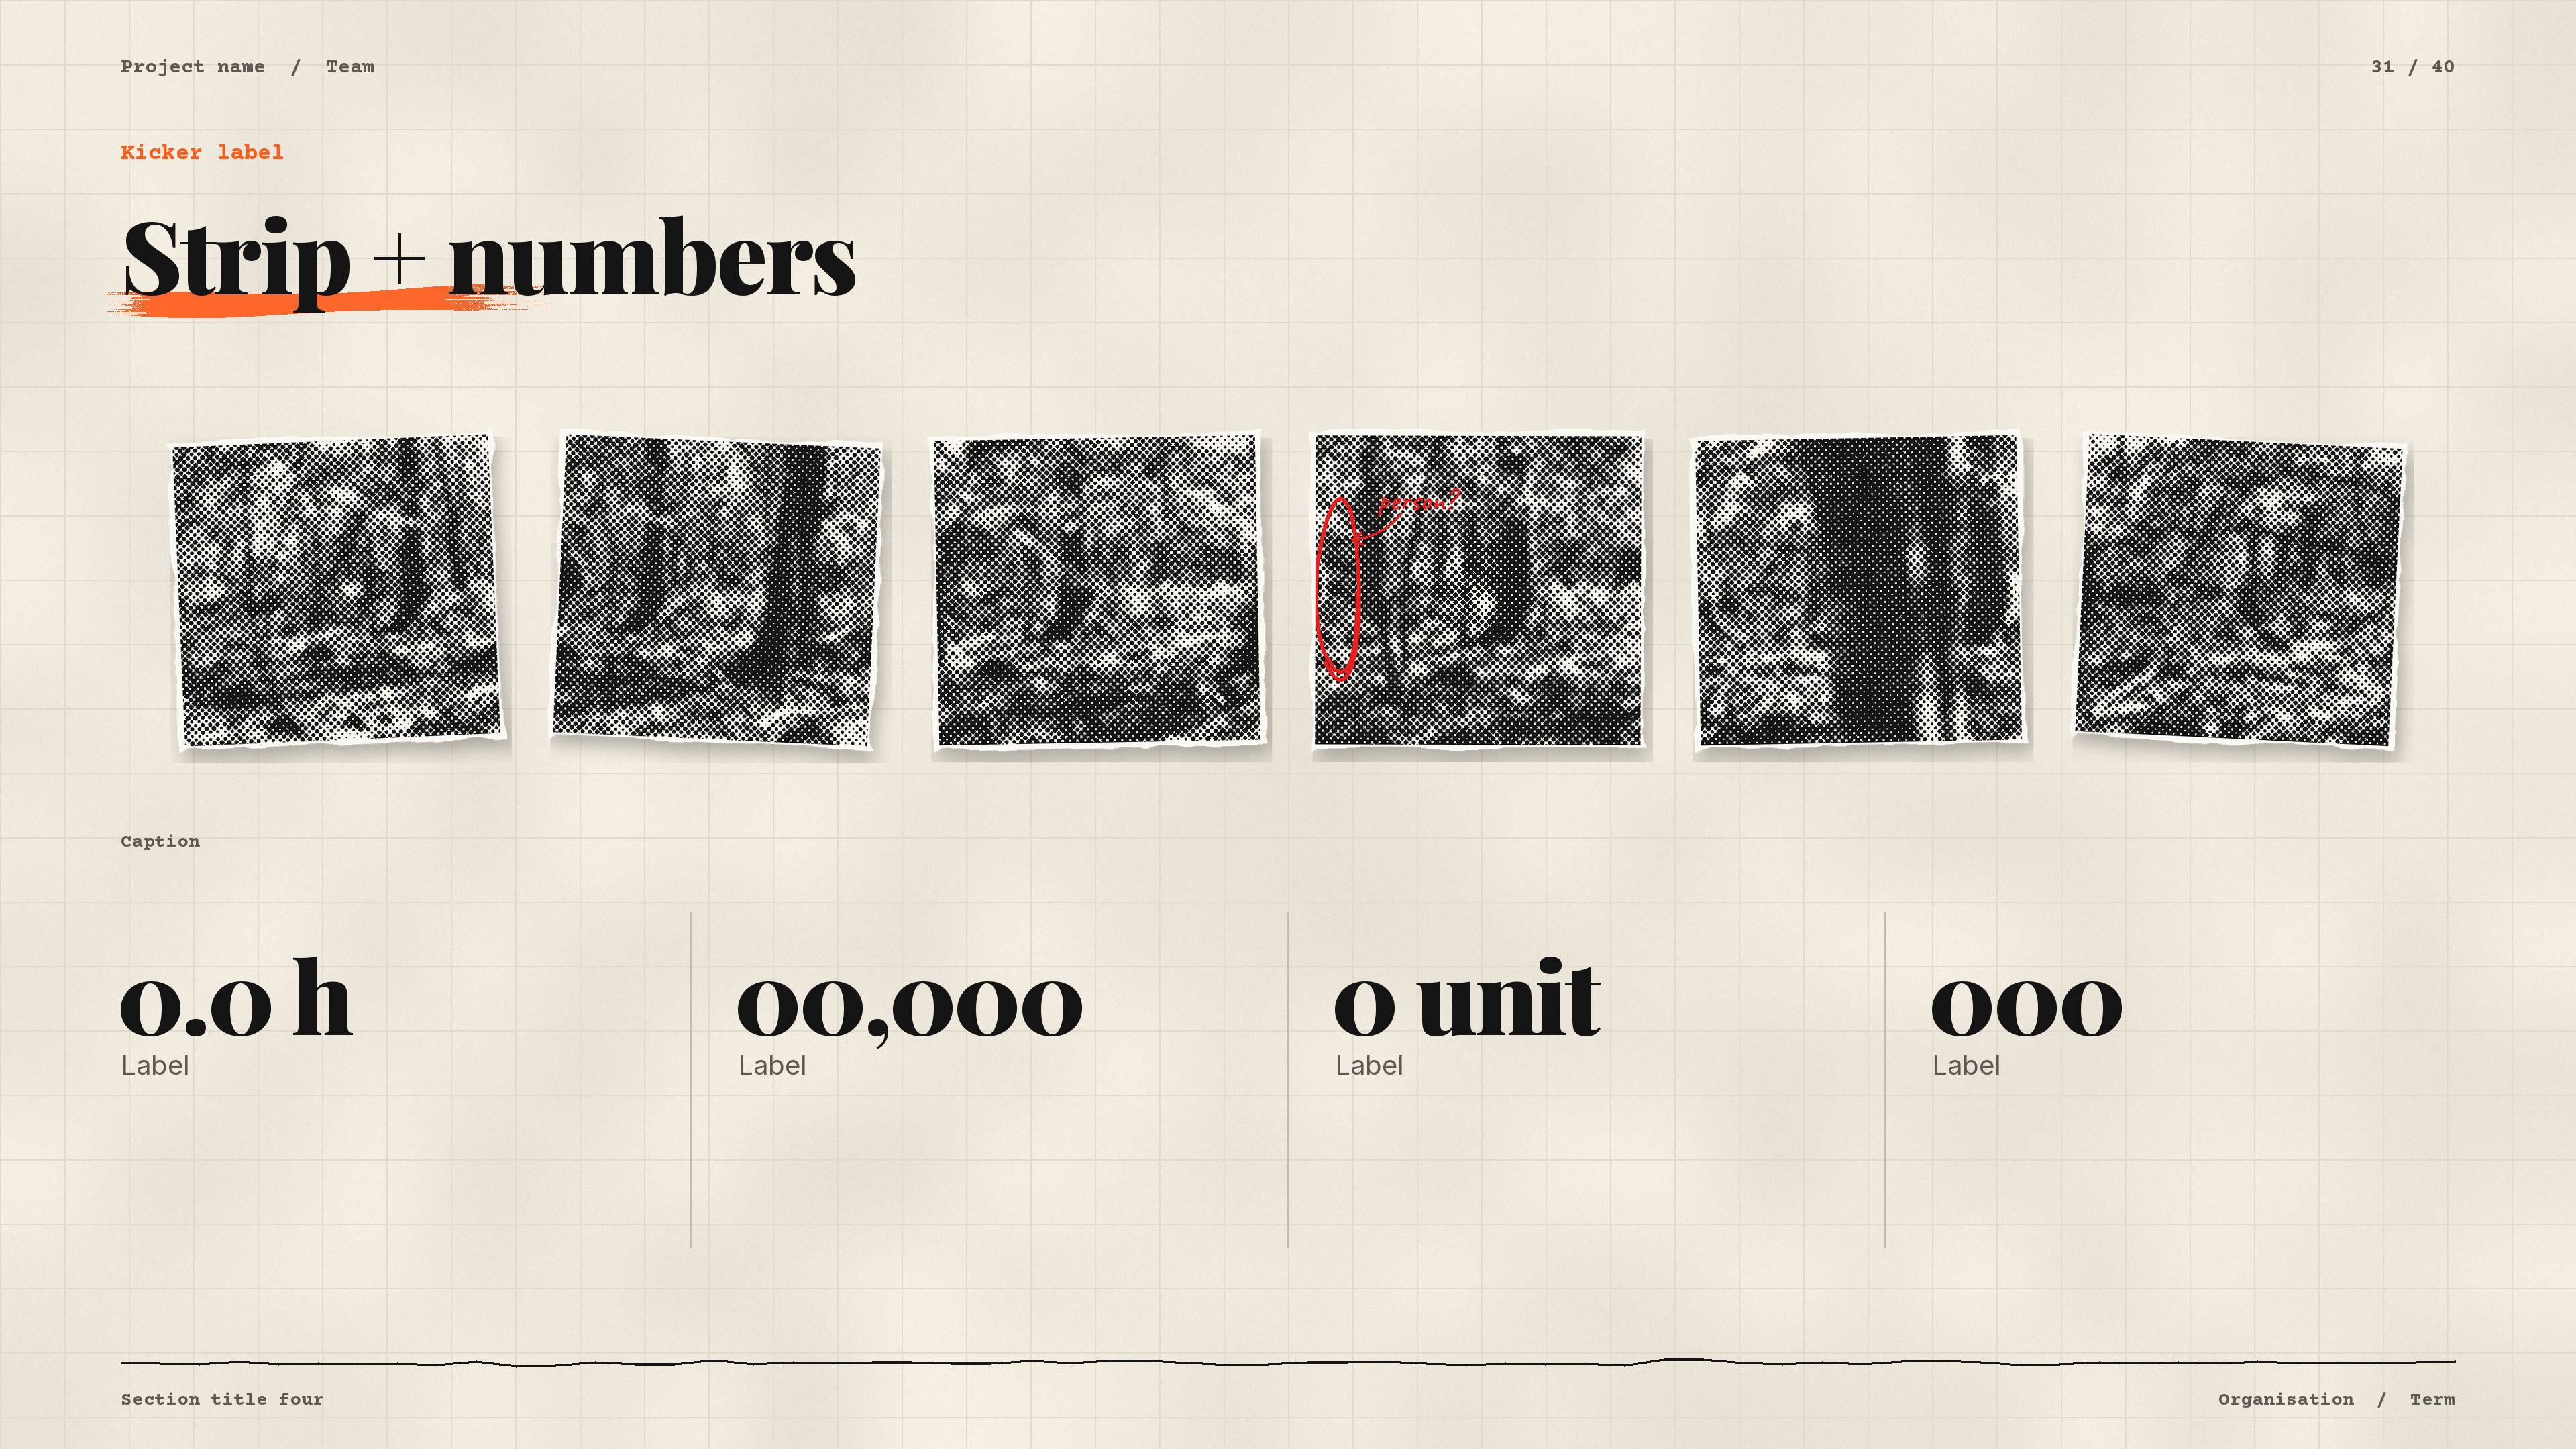 Project name / Team
31 / 40
Kicker label
Strip + numbers
person?
Caption
0.0 h
00,000
0 unit
000
Label
Label
Label
Label
Section title four
Organisation / Term